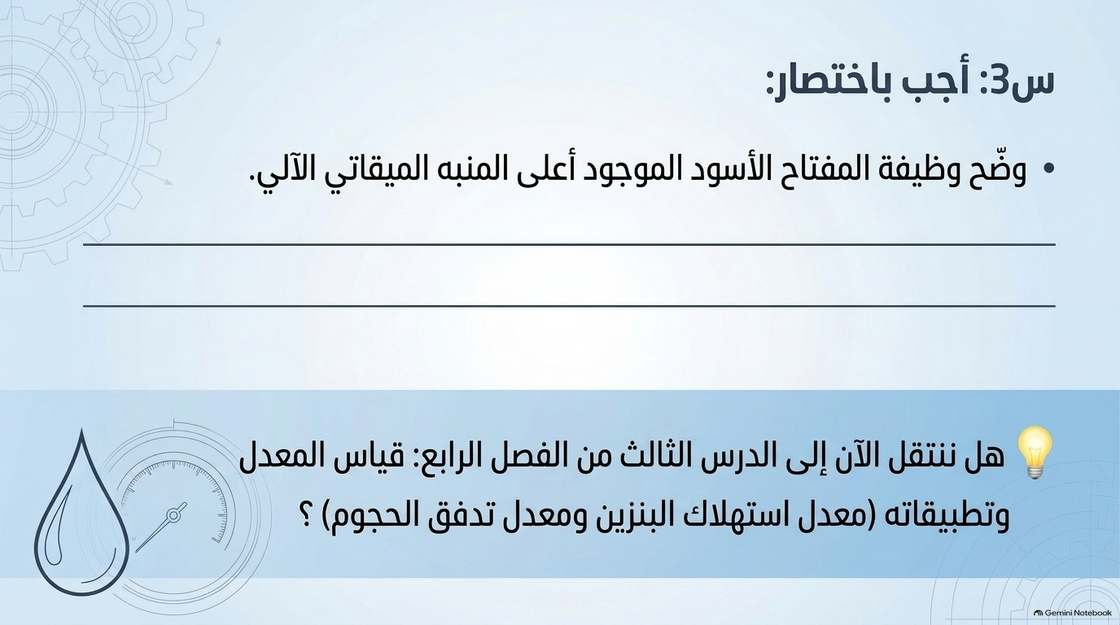 س3: أجب باختصار:
• وضّح وظيفة المفتاح الأسود الموجود أعلى المنبه الميقاتي الآلي.
هل ننتقل الآن إلى الدرس الثالث من الفصل الرابع: قياس المعدل
وتطبيقاته (معدل استهلاك البنزين ومعدل تدفق الحجوم) ؟
Gemini Notebook